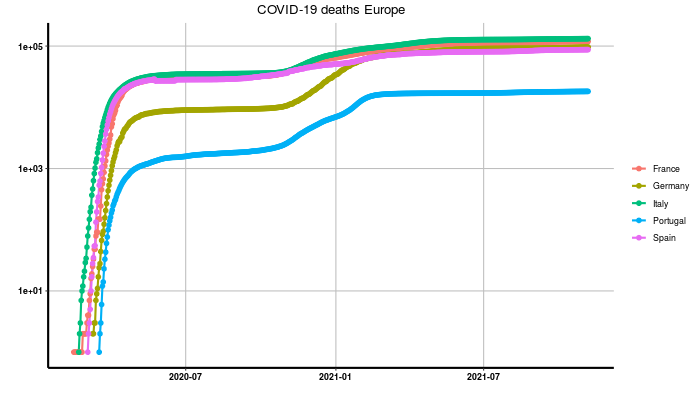 COVID-19 deaths Europe
1e+05
1e+03
1e+01
2020-07
2021-01
2021-07
France
Germany
Italy
Portugal
Spain